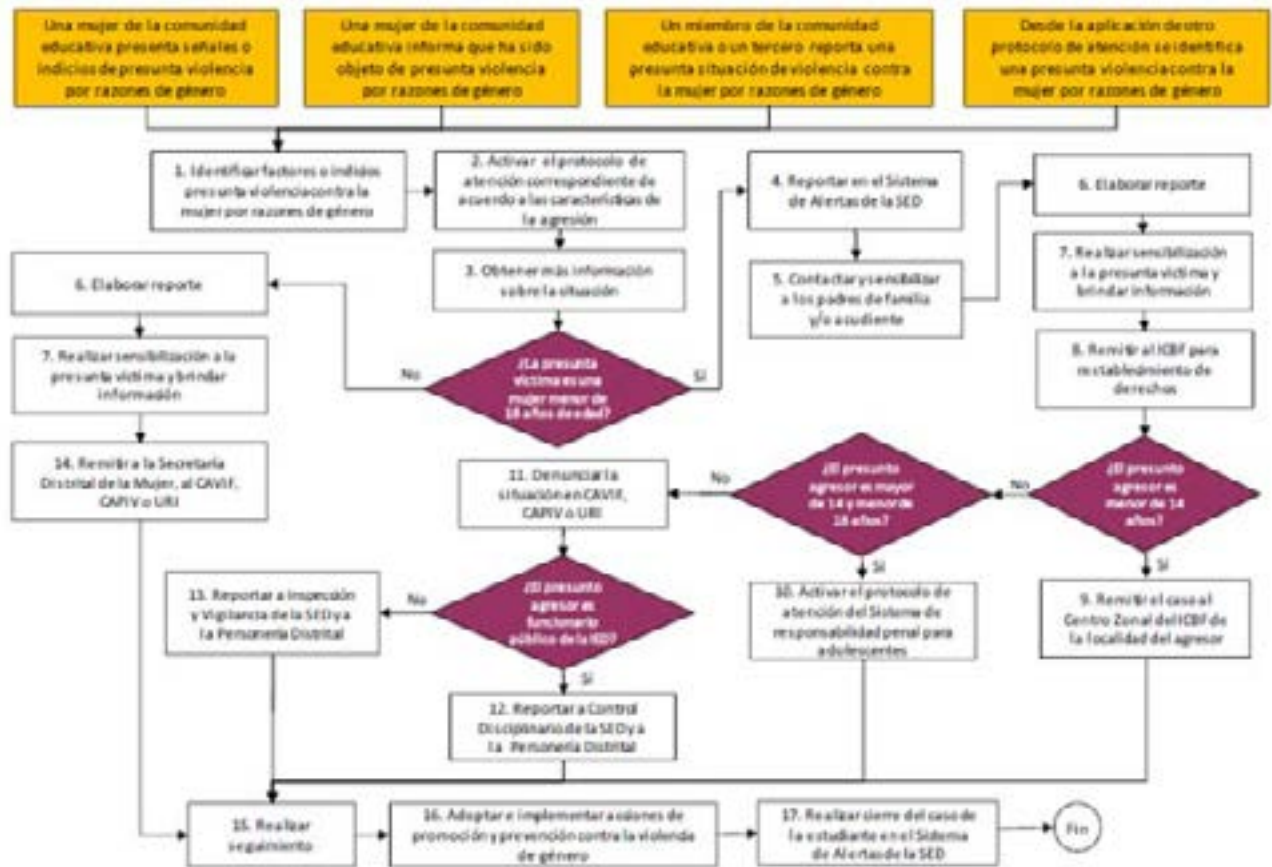 Una mujer de la comunidad
educativa presenta señales o
indicios de presunta violencia
por razones de género
Una mujer de la comunidad
educativa informa que ha sido
objeto de presunta violencia
por razones de género
Un miembro de la comunidad
educativa o un tercero reporta una
presunta situación de violencia contra
la mujer por razones de género
Desde la aplicación de otro
protocolo de atención se identifica
una presunta violencia contra la
mujer por razones de género
1. Identificar factores o indicios
presunta violencia contra la
mujer por razones de género
2. Activar el protocolo de
atención correspondiente de
acuerdo a las características de
la agresión
3. Obtener más información
sobre la situación
¿La presunta
víctima es una
mujer menor de
18 años de edad?
No
Sí
4. Reportar en el Sistema
de Alertas de la SED
5. Contactar y sensibilizar
a los padres de familia
y/o acudiente
6. Elaborar reporte
7. Realizar sensibilización
a la presunta víctima y
brindar información
8. Remitir al ICBF para
restablecimiento de
derechos
¿El presunto
agresor es
menor de 14
años?
No
Sí
9. Remitir el caso al
Centro Zonal del ICBF de
la localidad del agresor
¿El presunto
agresor es mayor
de 14 y menor de
18 años?
No
Sí
10. Activar el protocolo de
atención del Sistema de
responsabilidad penal para
adolescentes
11. Denunciar la
situación en CAVIF,
CAPIV o URI
¿El presunto
agresor es
funcionario
público de la IED?
No
Sí
12. Reportar a Control
Disciplinario de la SED y a
la Personería Distrital
13. Reportar a Inspección
y Vigilancia de la SED y a
la Personería Distrital
6. Elaborar reporte
7. Realizar sensibilización a la
presunta víctima y brindar
información
14. Remitir a la Secretaría
Distrital de la Mujer, al CAVIF,
CAPIV o URI
15. Realizar
seguimiento
16. Adoptar e implementar acciones de
promoción y prevención contra la violencia
de género
17. Realizar cierre del caso de
la estudiante en el Sistema
de Alertas de la SED
Fin